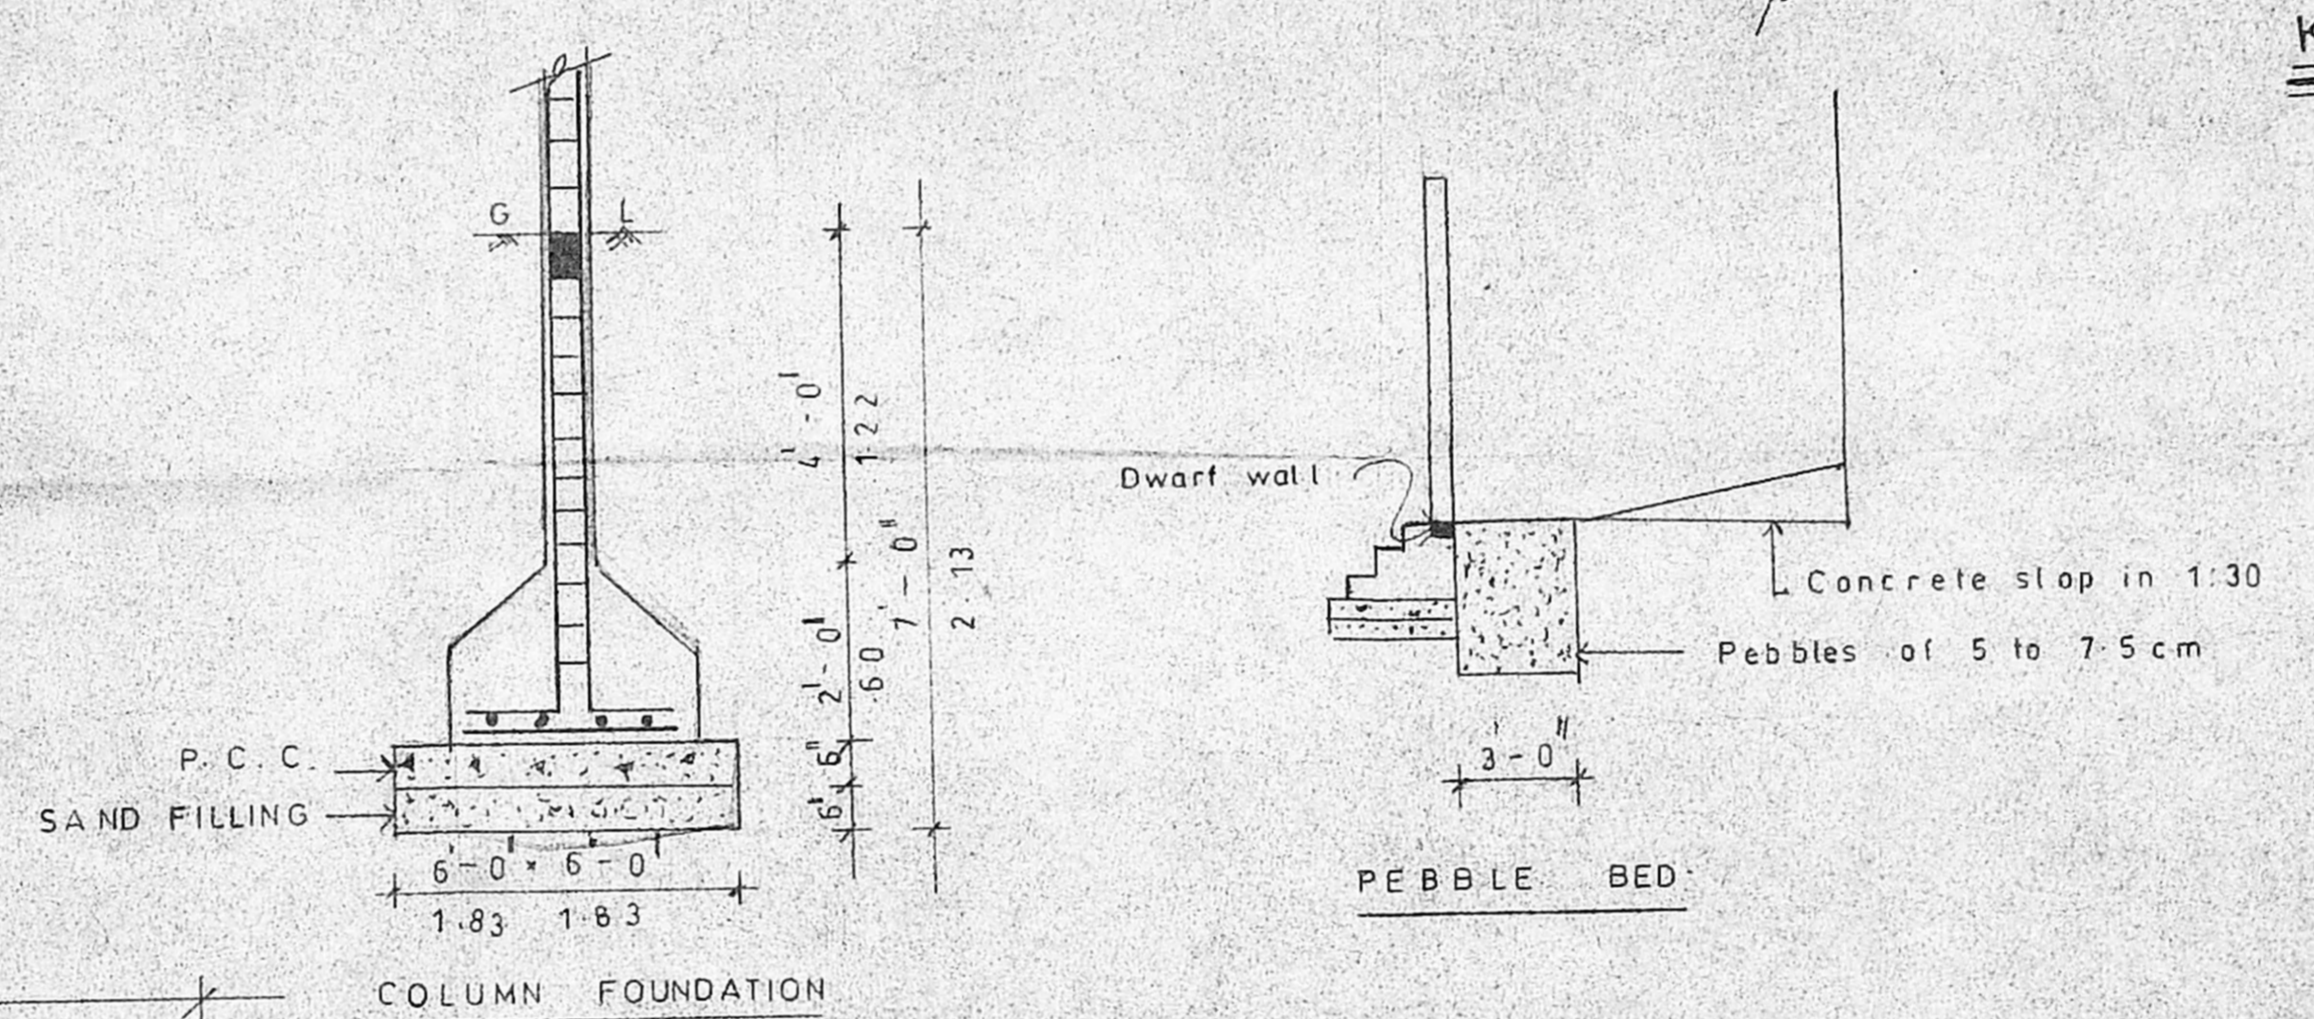 G L
4'-0'
1·22
7'-0"
2·13
2'-0'
·60
6"
6'
P. C. C.
SAND FILLING
6'-0' × 6'-0'
1·83 1·83
COLUMN FOUNDATION
Dwarf wall
Concrete slop in 1:30
Pebbles of 5 to 7·5cm
3'-0"
PEBBLE BED